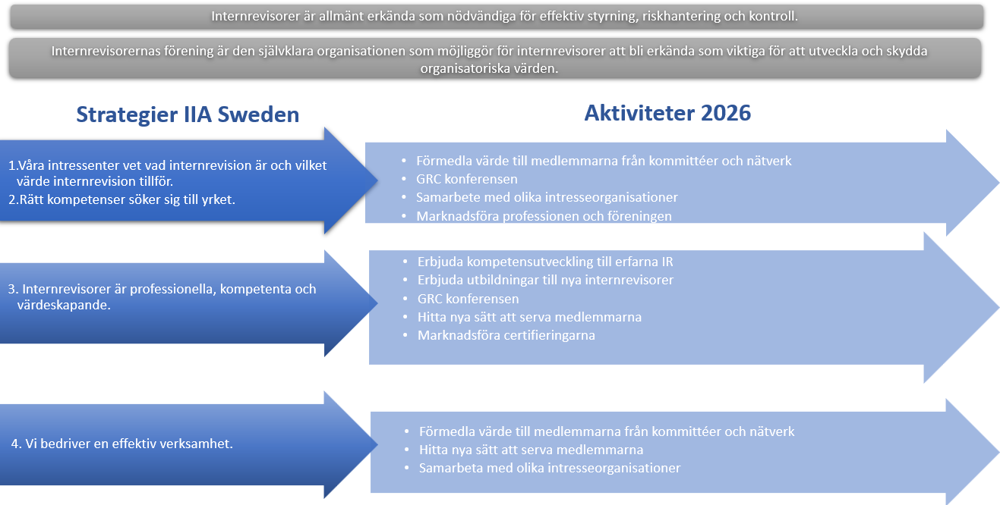 Internrevisorer är allmänt erkända som nödvändiga för effektiv styrning, riskhantering och kontroll.
Internrevisorernas förening är den självklara organisationen som möjliggör för internrevisorer att bli erkända som viktiga för att utveckla och skydda
organisatoriska värden.
Strategier IIA Sweden
Aktiviteter 2026
1.Våra intressenter vet vad internrevision är och vilket
värde internrevision tillför.
2.Rätt kompetenser söker sig till yrket.
• Förmedla värde till medlemmarna från kommittéer och nätverk
• GRC konferensen
• Samarbete med olika intresseorganisationer
• Marknadsföra professionen och föreningen
3. Internrevisorer är professionella, kompetenta och
värdeskapande.
• Erbjuda kompetensutveckling till erfarna IR
• Erbjuda utbildningar till nya internrevisorer
• GRC konferensen
• Hitta nya sätt att serva medlemmarna
• Marknadsföra certifieringarna
4. Vi bedriver en effektiv verksamhet.
• Förmedla värde till medlemmarna från kommittéer och nätverk
• Hitta nya sätt att serva medlemmarna
• Samarbeta med olika intresseorganisationer